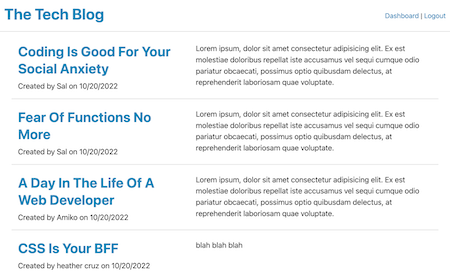 The Tech Blog
Dashboard | Logout
Coding Is Good For Your
Social Anxiety
Created by Sal on 10/20/2022
Lorem ipsum, dolor sit amet consectetur adipisicing elit. Ex est
molestiae doloribus repellat iste accusamus vel sequi enim odio
pariatur obcaecati, possimus optio quibusdam delectus, at
reprehenderit laboriosam quae voluptate.
Fear Of Functions No
More
Created by Sal on 10/20/2022
Lorem ipsum, dolor sit amet consectetur adipisicing elit. Ex est
molestiae doloribus repellat iste accusamus vel sequi enim odio
pariatur obcaecati, possimus optio quibusdam delectus, at
reprehenderit laboriosam quae voluptate.
A Day In The Life Of A
Web Developer
Created by Amiko on 10/20/2022
Lorem ipsum, dolor sit amet consectetur adipisicing elit. Ex est
molestiae doloribus repellat iste accusamus vel sequi enim odio
pariatur obcaecati, possimus optio quibusdam delectus, at
reprehenderit laboriosam quae voluptate.
CSS Is Your BFF
Created by heather cruz on 10/20/2022
blah blah blah